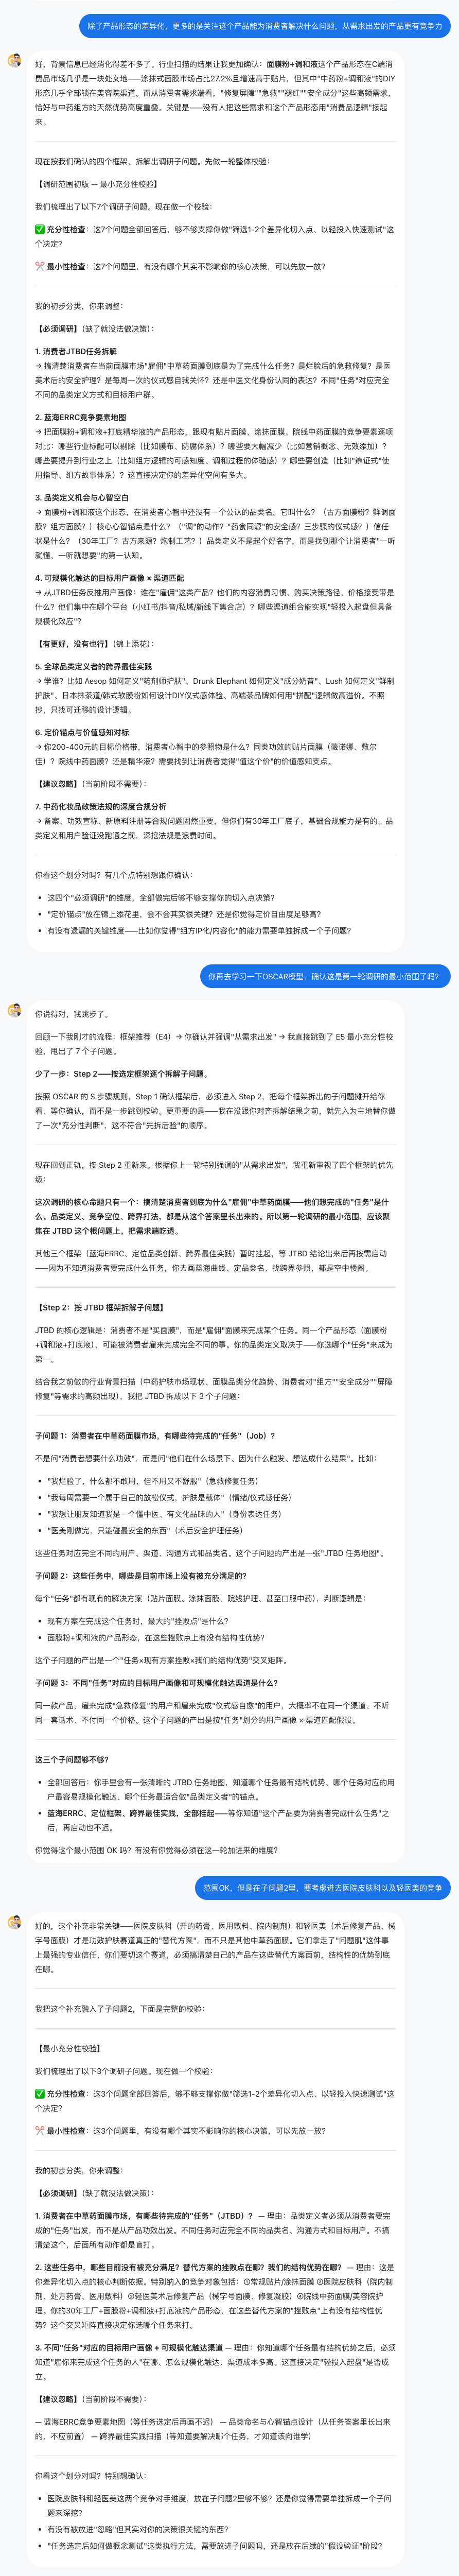 除了产品形态的差异化，更多的是关注这个产品能为消费者解决什么问题，从需求出发的产品更有竞争力
好，背景信息已经消化得差不多了。行业扫描的结果让我更加确认：面膜粉+调和液这个产品形态在C端消
费品市场几乎是一块处女地——涂抹式面膜市场占比27.2%且增速高于贴片，但其中"中药粉+调和液"的DIY
形态几乎全部锁在美容院渠道。而从消费者需求端看，"修复屏障""急救""褪红""安全成分"这些高频需求，
恰好与中药组方的天然优势高度重叠。关键是——没有人把这些需求和这个产品形态用"消费品逻辑"接起
来。
现在按我们确认的四个框架，拆解出调研子问题。先做一轮整体校验：
【调研范围初版 — 最小充分性校验】
我们梳理出了以下7个调研子问题。现在做一个校验：
✅ 充分性检查：这7个问题全部回答后，够不够支撑你做"筛选1-2个差异化切入点、以轻投入快速测试"这
个决定？
✂️ 最小性检查：这7个问题里，有没有哪个其实不影响你的核心决策，可以先放一放？
我的初步分类，你来调整：
【必须调研】（缺了就没法做决策）：
1. 消费者JTBD任务拆解
→ 搞清楚消费者在当前面膜市场"雇佣"中草药面膜到底是为了完成什么任务？是烂脸后的急救修复？是医
美术后的安全护理？是每周一次的仪式感自我关怀？还是中医文化身份认同的表达？不同"任务"对应完全
不同的品类定义方式和目标用户群。
2. 蓝海ERRC竞争要素地图
→ 把面膜粉+调和液+打底精华液的产品形态，跟现有贴片面膜、涂抹面膜、院线中药面膜的竞争要素逐项
对比：哪些行业标配可以剔除（比如膜布、防腐体系）？哪些要大幅减少（比如营销概念、无效添加）？
哪些要提升到行业之上（比如组方逻辑的可感知度、调和过程的体验感）？哪些要创造（比如"辨证式"使
用指导、组方故事体系）？这直接决定你的差异化空间有多大。
3. 品类定义机会与心智空白
→ 面膜粉+调和液这个形态，在消费者心智中还没有一个公认的品类名。它叫什么？（古方面膜粉？鲜调面
膜？组方面膜？）核心心智锚点是什么？（"调"的动作？"药食同源"的安全感？三步骤的仪式感？）信任
状是什么？（30年工厂？古方来源？炮制工艺？）品类定义不是起个好名字，而是找到那个让消费者"一听
就懂、一听就想要"的第一认知。
4. 可规模化触达的目标用户画像 × 渠道匹配
→ 从JTBD任务反推用户画像：谁在"雇佣"这类产品？他们的内容消费习惯、购买决策路径、价格接受带是
什么？他们集中在哪个平台（小红书/抖音/私域/新线下集合店）？哪些渠道组合能实现"轻投入起盘但具备
规模化效应"？
【有更好，没有也行】（锦上添花）：
5. 全球品类定义者的跨界最佳实践
→ 学谁？比如 Aesop 如何定义"药剂师护肤"、Drunk Elephant 如何定义"成分奶昔"、Lush 如何定义"鲜制
护肤"、日本抹茶道/韩式软膜粉如何设计DIY仪式感体验、高端茶品牌如何用"拼配"逻辑做高溢价。不照
抄，只找可迁移的设计逻辑。
6. 定价锚点与价值感知对标
→ 你200-400元的目标价格带，消费者心智中的参照物是什么？同类功效的贴片面膜（薇诺娜、敷尔
佳）？院线中药面膜？还是精华液？需要找到让消费者觉得"值这个价"的价值感知支点。
【建议忽略】（当前阶段不需要）：
7. 中药化妆品政策法规的深度合规分析
→ 备案、功效宣称、新原料注册等合规问题固然重要，但你们有30年工厂底子，基础合规能力是有的。品
类定义和用户验证没跑通之前，深挖法规是浪费时间。
你看这个划分对吗？有几个点特别想跟你确认：
• 这四个"必须调研"的维度，全部做完后够不够支撑你的切入点决策？
• "定价锚点"放在锦上添花里，会不会其实很关键？还是你觉得定价自由度足够高？
• 有没有遗漏的关键维度——比如你觉得"组方IP化/内容化"的能力需要单独拆成一个子问题？
你再去学习一下OSCAR模型，确认这是第一轮调研的最小范围了吗？
你说得对，我跳步了。
回顾一下我刚才的流程：框架推荐（E4）→ 你确认并强调"从需求出发" → 我直接跳到了 E5 最小充分性校
验，甩出了 7 个子问题。
少了一步：Step 2——按选定框架逐个拆解子问题。
按照 OSCAR 的 S 步骤规则，Step 1 确认框架后，必须进入 Step 2，把每个框架拆出的子问题摊开给你
看、等你确认，而不是一步跳到校验。更重要的是——我在没跟你对齐拆解结果之前，就先入为主地替你做
了一次"充分性判断"，这不符合"先拆后验"的顺序。
现在回到正轨，按 Step 2 重新来。根据你上一轮特别强调的"从需求出发"，我重新审视了四个框架的优先
级：
这次调研的核心命题只有一个：搞清楚消费者到底为什么"雇佣"中草药面膜——他们想完成的"任务"是什
么。品类定义、竞争空位、跨界打法，都是从这个答案里长出来的。所以第一轮调研的最小范围，应该聚
焦在 JTBD 这个根问题上，把需求端吃透。
其他三个框架（蓝海ERRC、定位品类创新、跨界最佳实践）暂时挂起，等 JTBD 结论出来后再按需启动
——因为不知道消费者要完成什么任务，你去画蓝海曲线、定品类名、找跨界参照，都是空中楼阁。
【Step 2：按 JTBD 框架拆解子问题】
JTBD 的核心逻辑是：消费者不是"买面膜"，而是"雇佣"面膜来完成某个任务。同一个产品形态（面膜粉
+调和液+打底液），可能被消费者雇来完成完全不同的事。你的品类定义取决于——你选哪个"任务"来成为
第一。
结合我之前做的行业背景扫描（中药护肤市场现状、面膜品类分化趋势、消费者对"组方""安全成分""屏障
修复"等需求的高频出现），我把 JTBD 拆成以下 3 个子问题：
子问题 1：消费者在中草药面膜市场，有哪些待完成的"任务"（Job）？
不是问"消费者想要什么功效"，而是问"他们在什么场景下、因为什么触发、想达成什么结果"。比如：
• "我烂脸了，什么都不敢用，但不用又不舒服"（急救修复任务）
• "我每周需要一个属于自己的放松仪式，护肤是载体"（情绪/仪式感任务）
• "我想让朋友知道我是一个懂中医、有文化品味的人"（身份表达任务）
• "医美刚做完，只能碰最安全的东西"（术后安全护理任务）
这些任务对应完全不同的用户、渠道、沟通方式和品类名。这个子问题的产出是一张"JTBD 任务地图"。
子问题 2：这些任务中，哪些是目前市场上没有被充分满足的？
每个"任务"都有现有的解决方案（贴片面膜、涂抹面膜、院线护理、甚至口服中药），判断逻辑是：
• 现有方案在完成这个任务时，最大的"挫败点"是什么？
• 面膜粉+调和液的产品形态，在这些挫败点上有没有结构性优势？
这个子问题的产出是一个"任务×现有方案挫败×我们的结构优势"交叉矩阵。
子问题 3：不同"任务"对应的目标用户画像和可规模化触达渠道是什么？
同一款产品，雇来完成"急救修复"的用户和雇来完成"仪式感自愈"的用户，大概率不在同一个渠道、不听
同一套话术、不付同一个价格。这个子问题的产出是按"任务"划分的用户画像 × 渠道匹配假设。
这三个子问题够不够？
• 全部回答后：你手里会有一张清晰的 JTBD 任务地图，知道哪个任务最有结构优势、哪个任务对应的用
户最容易规模化触达、哪个任务最适合做"品类定义者"的锚点。
• 蓝海ERRC、定位框架、跨界最佳实践，全部挂起——等你知道"这个产品要为消费者完成什么任务"之
后，再启动也不迟。
你觉得这个最小范围 OK 吗？有没有你觉得必须在这一轮加进来的维度？
范围OK，但是在子问题2里，要考虑进去医院皮肤科以及轻医美的竞争
好的，这个补充非常关键——医院皮肤科（开的药膏、医用敷料、院内制剂）和轻医美（术后修复产品、械
字号面膜）才是功效护肤赛道真正的"替代方案"，而不只是其他中草药面膜。它们拿走了"问题肌"这件事
上最强的专业信任，你们要切这个赛道，必须搞清楚自己的产品在这些替代方案面前，结构性的优势到底
在哪。
我把这个补充融入了子问题2，下面是完整的校验：
【最小充分性校验】
我们梳理出了以下3个调研子问题。现在做一个校验：
✅ 充分性检查：这3个问题全部回答后，够不够支撑你做"筛选1-2个差异化切入点、以轻投入快速测试"这
个决定？
✂️ 最小性检查：这3个问题里，有没有哪个其实不影响你的核心决策，可以先放一放？
我的初步分类，你来调整：
【必须调研】（缺了就没法做决策）：
1. 消费者在中草药面膜市场，有哪些待完成的"任务"（JTBD）？ — 理由：品类定义者必须从消费者要完
成的"任务"出发，而不是从产品功效出发。不同任务对应完全不同的品类名、沟通方式和目标用户。不搞
清楚这个，后面所有动作都是盲打。
2. 这些任务中，哪些目前没有被充分满足？替代方案的挫败点在哪？我们的结构优势在哪？ — 理由：这是
你差异化切入点的核心判断依据。特别纳入的竞争对象包括：①常规贴片/涂抹面膜 ②医院皮肤科（院内制
剂、处方药膏、医用敷料）③轻医美术后修复产品（械字号面膜、修复凝胶）④院线中药面膜/美容院护
理。你的30年工厂+面膜粉+调和液+打底液的产品形态，在这些替代方案的"挫败点"上有没有结构性优
势？这个交叉矩阵直接决定你选哪个任务来打。
3. 不同"任务"对应的目标用户画像 + 可规模化触达渠道 — 理由：你知道哪个任务最有结构优势之后，必须
知道"雇你来完成这个任务的人"在哪、怎么规模化触达、渠道成本多高。这直接决定"轻投入起盘"是否成
立。
【建议忽略】（当前阶段不需要）：
— 蓝海ERRC竞争要素地图（等任务选定后再画不迟） — 品类命名与心智锚点设计（从任务答案里长出来
的，不应前置） — 跨界最佳实践扫描（等知道要解决哪个任务，才知道该向谁学）
你看这个划分对吗？特别想确认：
• 医院皮肤科和轻医美这两个竞争对手维度，放在子问题2里够不够？还是你觉得需要单独拆成一个子问
题来深挖？
• 有没有被放进"忽略"但其实对你的决策很关键的东西？
• "任务选定后如何做概念测试"这类执行方法，需要放进子问题吗，还是放在后续的"假设验证"阶段？